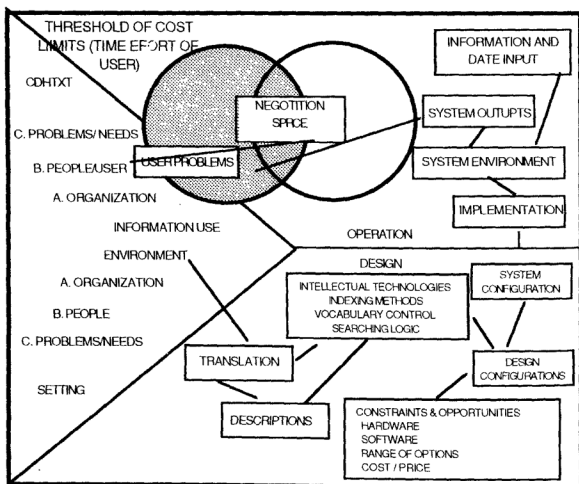 THRESHOLD OF COST
LIMITS (TIME EFORT OF
USER)
CDHTXT
C. PROBLEMS/NEEDS
B. PEOPLE/USER
A. ORGANIZATION
INFORMATION USE
ENVIRONMENT
A. ORGANIZATION
B. PEOPLE
C. PROBLEMS/NEEDS
SETTING
NEGOTITION
SPRCE
USER PROBLEMS
INFORMATION AND
DATE INPUT
SYSTEM OUTUPTS
SYSTEM ENVIRONMENT
IMPLEMENTATION
OPERATION
DESIGN
INTELLECTUAL TECHNOLOGIES
INDEXING METHODS
VOCABULARY CONTROL
SEARCHING LOGIC
SYSTEM
CONFIGURATION
TRANSLATION
DESIGN
CONFIGURATIONS
DESCRIPTIONS
CONSTRAINTS & OPPORTUNITIES
HARDWARE
SOFTWARE
RANGE OF OPTIONS
COST / PRICE